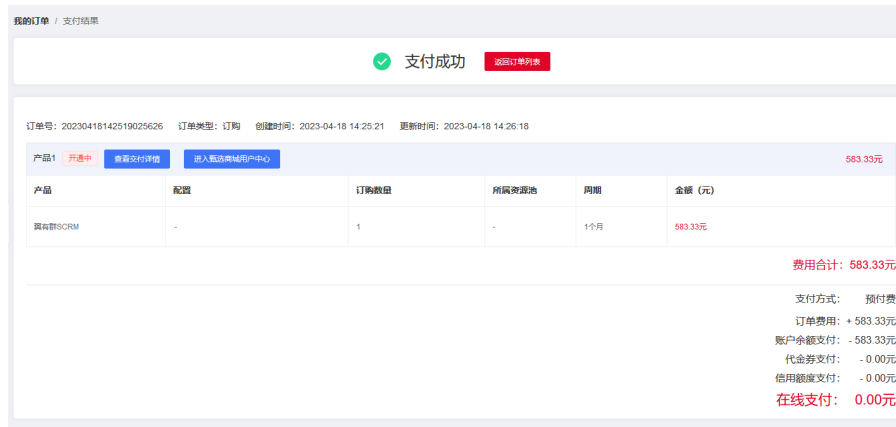 我的订单 / 支付结果
支付成功 返回订单列表
订单号：20230418142519025626 订单类型：订购 创建时间：2023-04-18 14:25:21 更新时间：2023-04-18 14:26:18
产品1 开通中 查看交付详情 进入甄选商城用户中心 583.33元
产品 配置 订购数量 所属资源池 周期 金额（元）
翼有群SCRM - 1 - 1个月 583.33元
费用合计：583.33元
支付方式： 预付费
订单费用：+ 583.33元
账户余额支付：- 583.33元
代金券支付： - 0.00元
信用额度支付： - 0.00元
在线支付： 0.00元